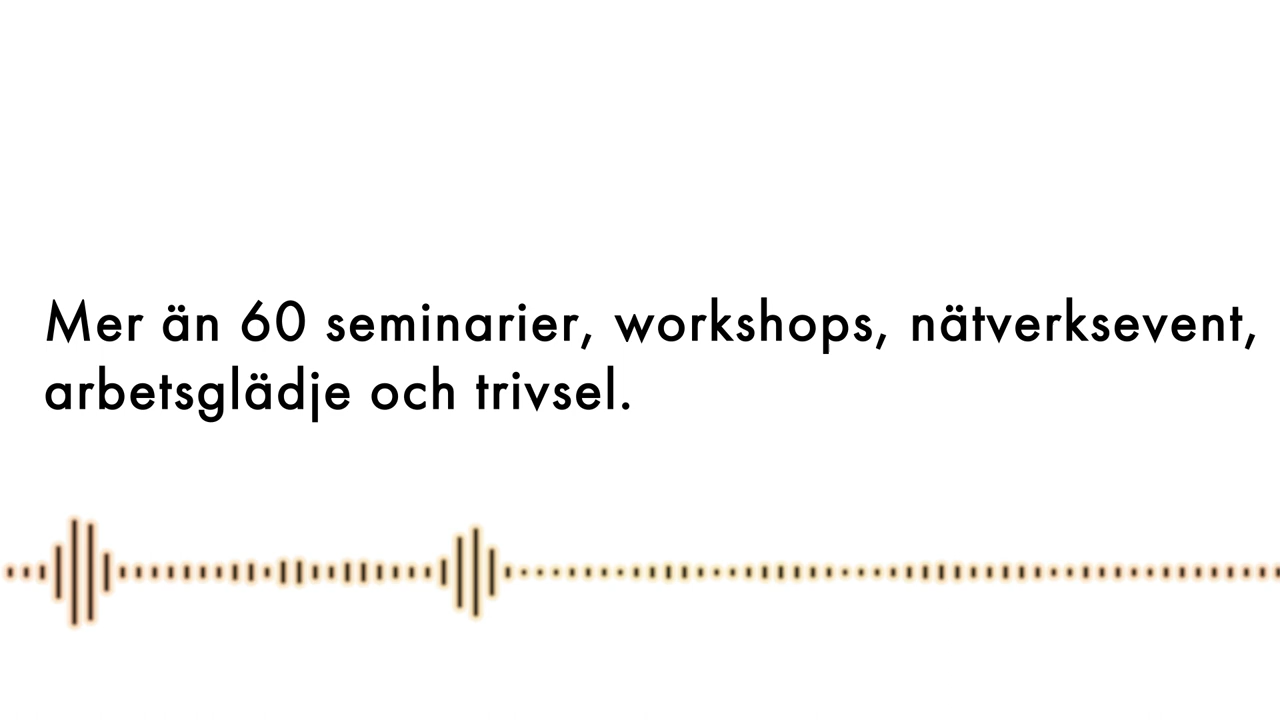 Mer än 60 seminarier, workshops, nätverksevent,
arbetsglädje och trivsel.